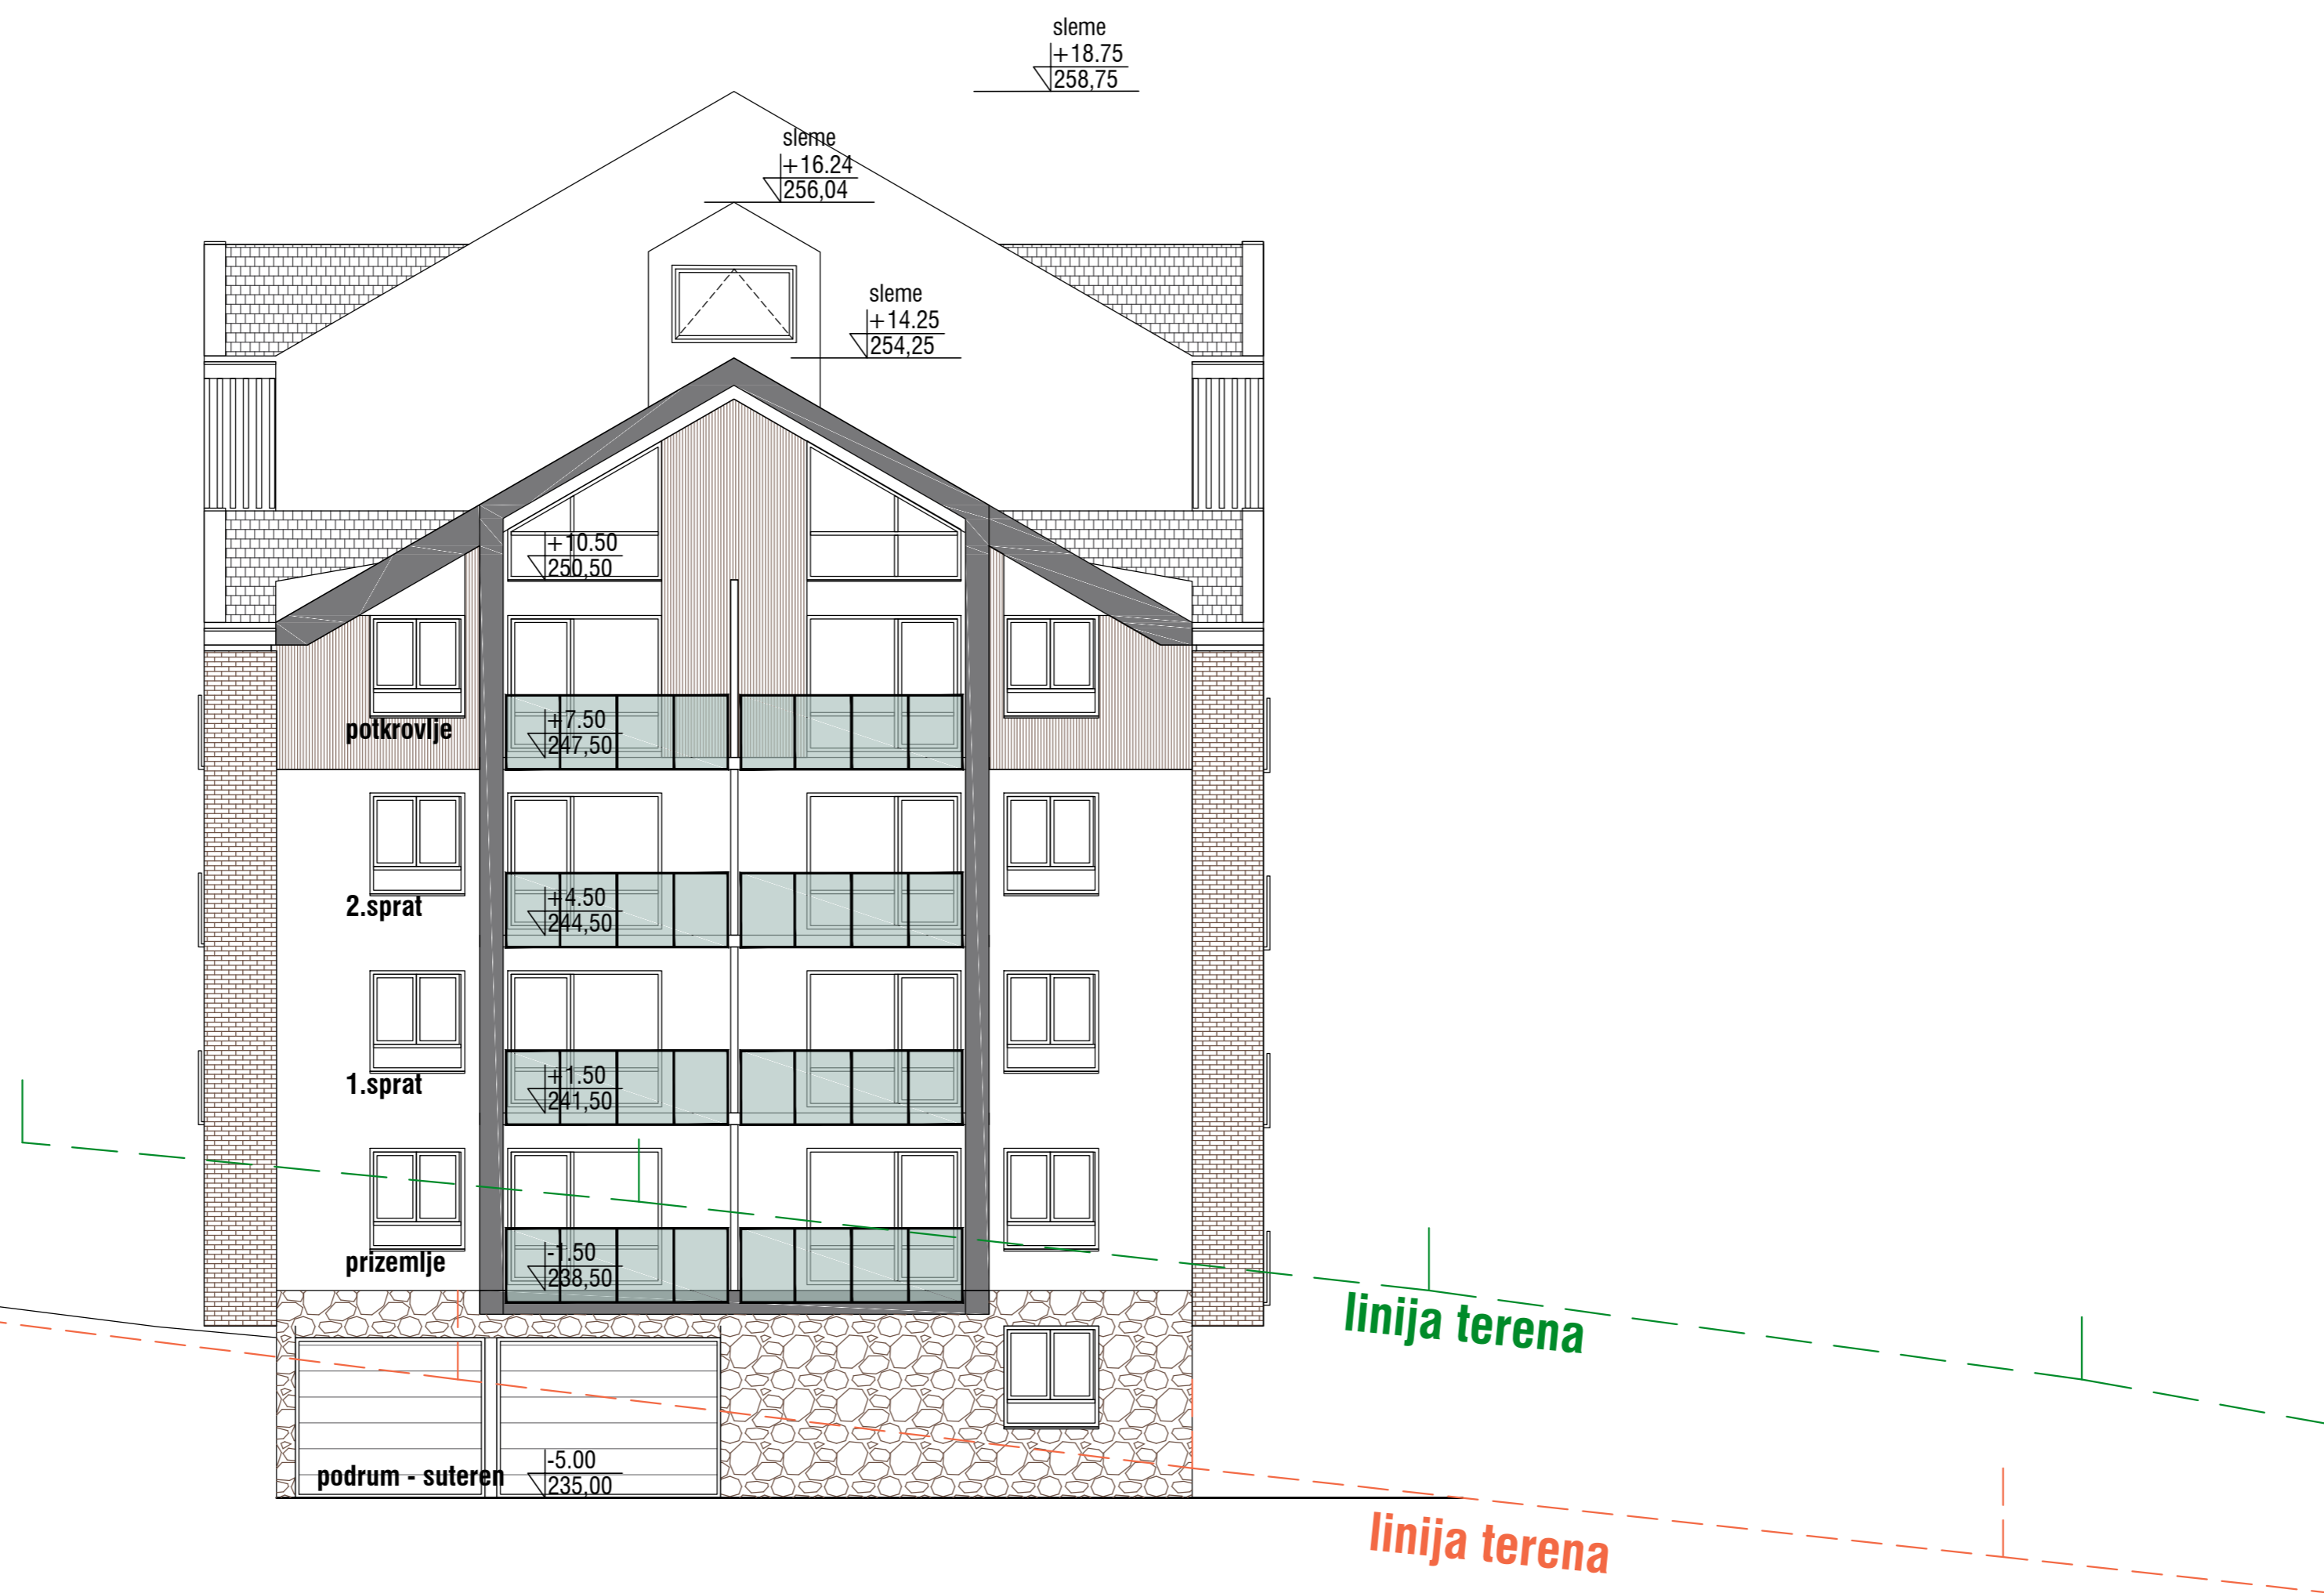 sleme
+18.75
258,75
sleme
+16.24
256,04
sleme
+14.25
254,25
+10.50
250,50
potkrovlje
+7.50
247,50
2.sprat
+4.50
244,50
1.sprat
+1.50
241,50
prizemlje
-1.50
238,50
linija terena
podrum - suteren
-5.00
235,00
linija terena